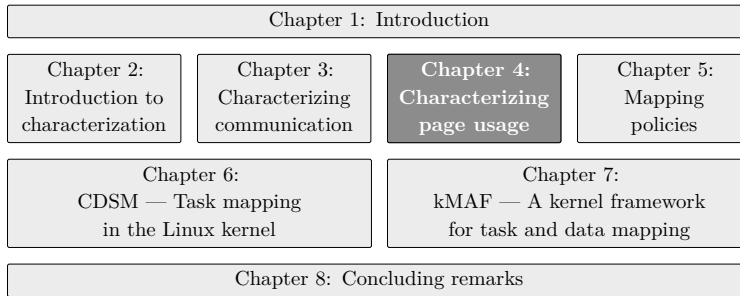 Chapter 1: Introduction
Chapter 2:
Introduction to
characterization
Chapter 3:
Characterizing
communication
Chapter 4:
Characterizing
page usage
Chapter 5:
Mapping
policies
Chapter 6:
CDSM — Task mapping
in the Linux kernel
Chapter 7:
kMAF — A kernel framework
for task and data mapping
Chapter 8: Concluding remarks